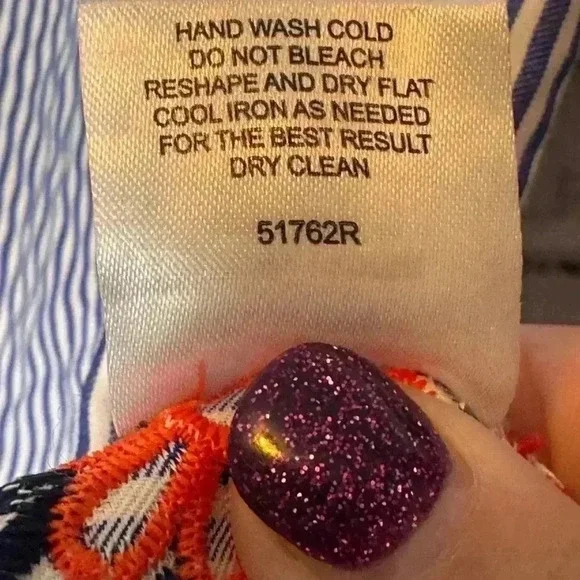 HAND WASH COLD
DO NOT BLEACH
RESHAPE AND DRY FLAT
COOL IRON AS NEEDED
FOR THE BEST RESULT
DRY CLEAN
51762R